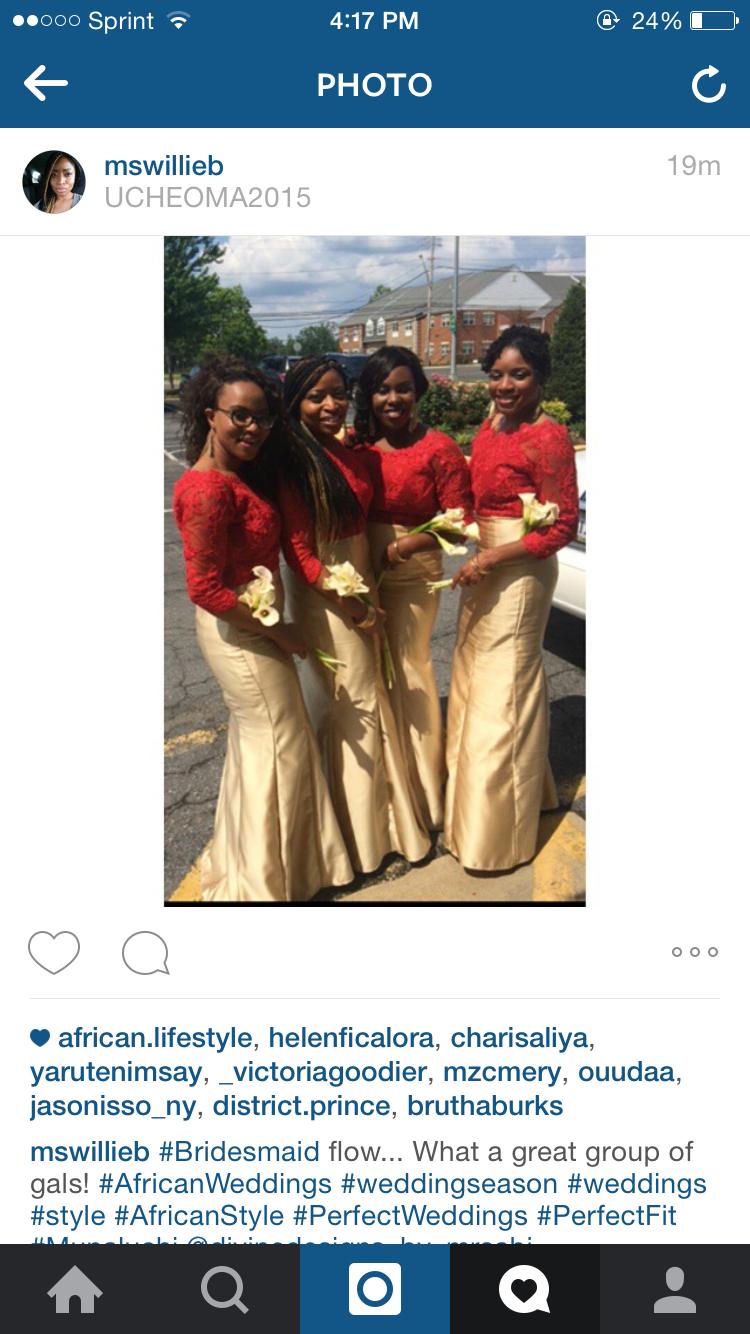 Sprint 4:17 PM 24%
PHOTO
mswillieb 19m
UCHEOMA2015
african.lifestyle, helenficalora, charisaliya,
yarutenimsay, _victoriagoodier, mzcmery, ouudaa,
jasonisso_ny, district.prince, bruthaburks
mswillieb #Bridesmaid flow... What a great group of
gals! #AfricanWeddings #weddingseason #weddings
#style #AfricanStyle #PerfectWeddings #PerfectFit